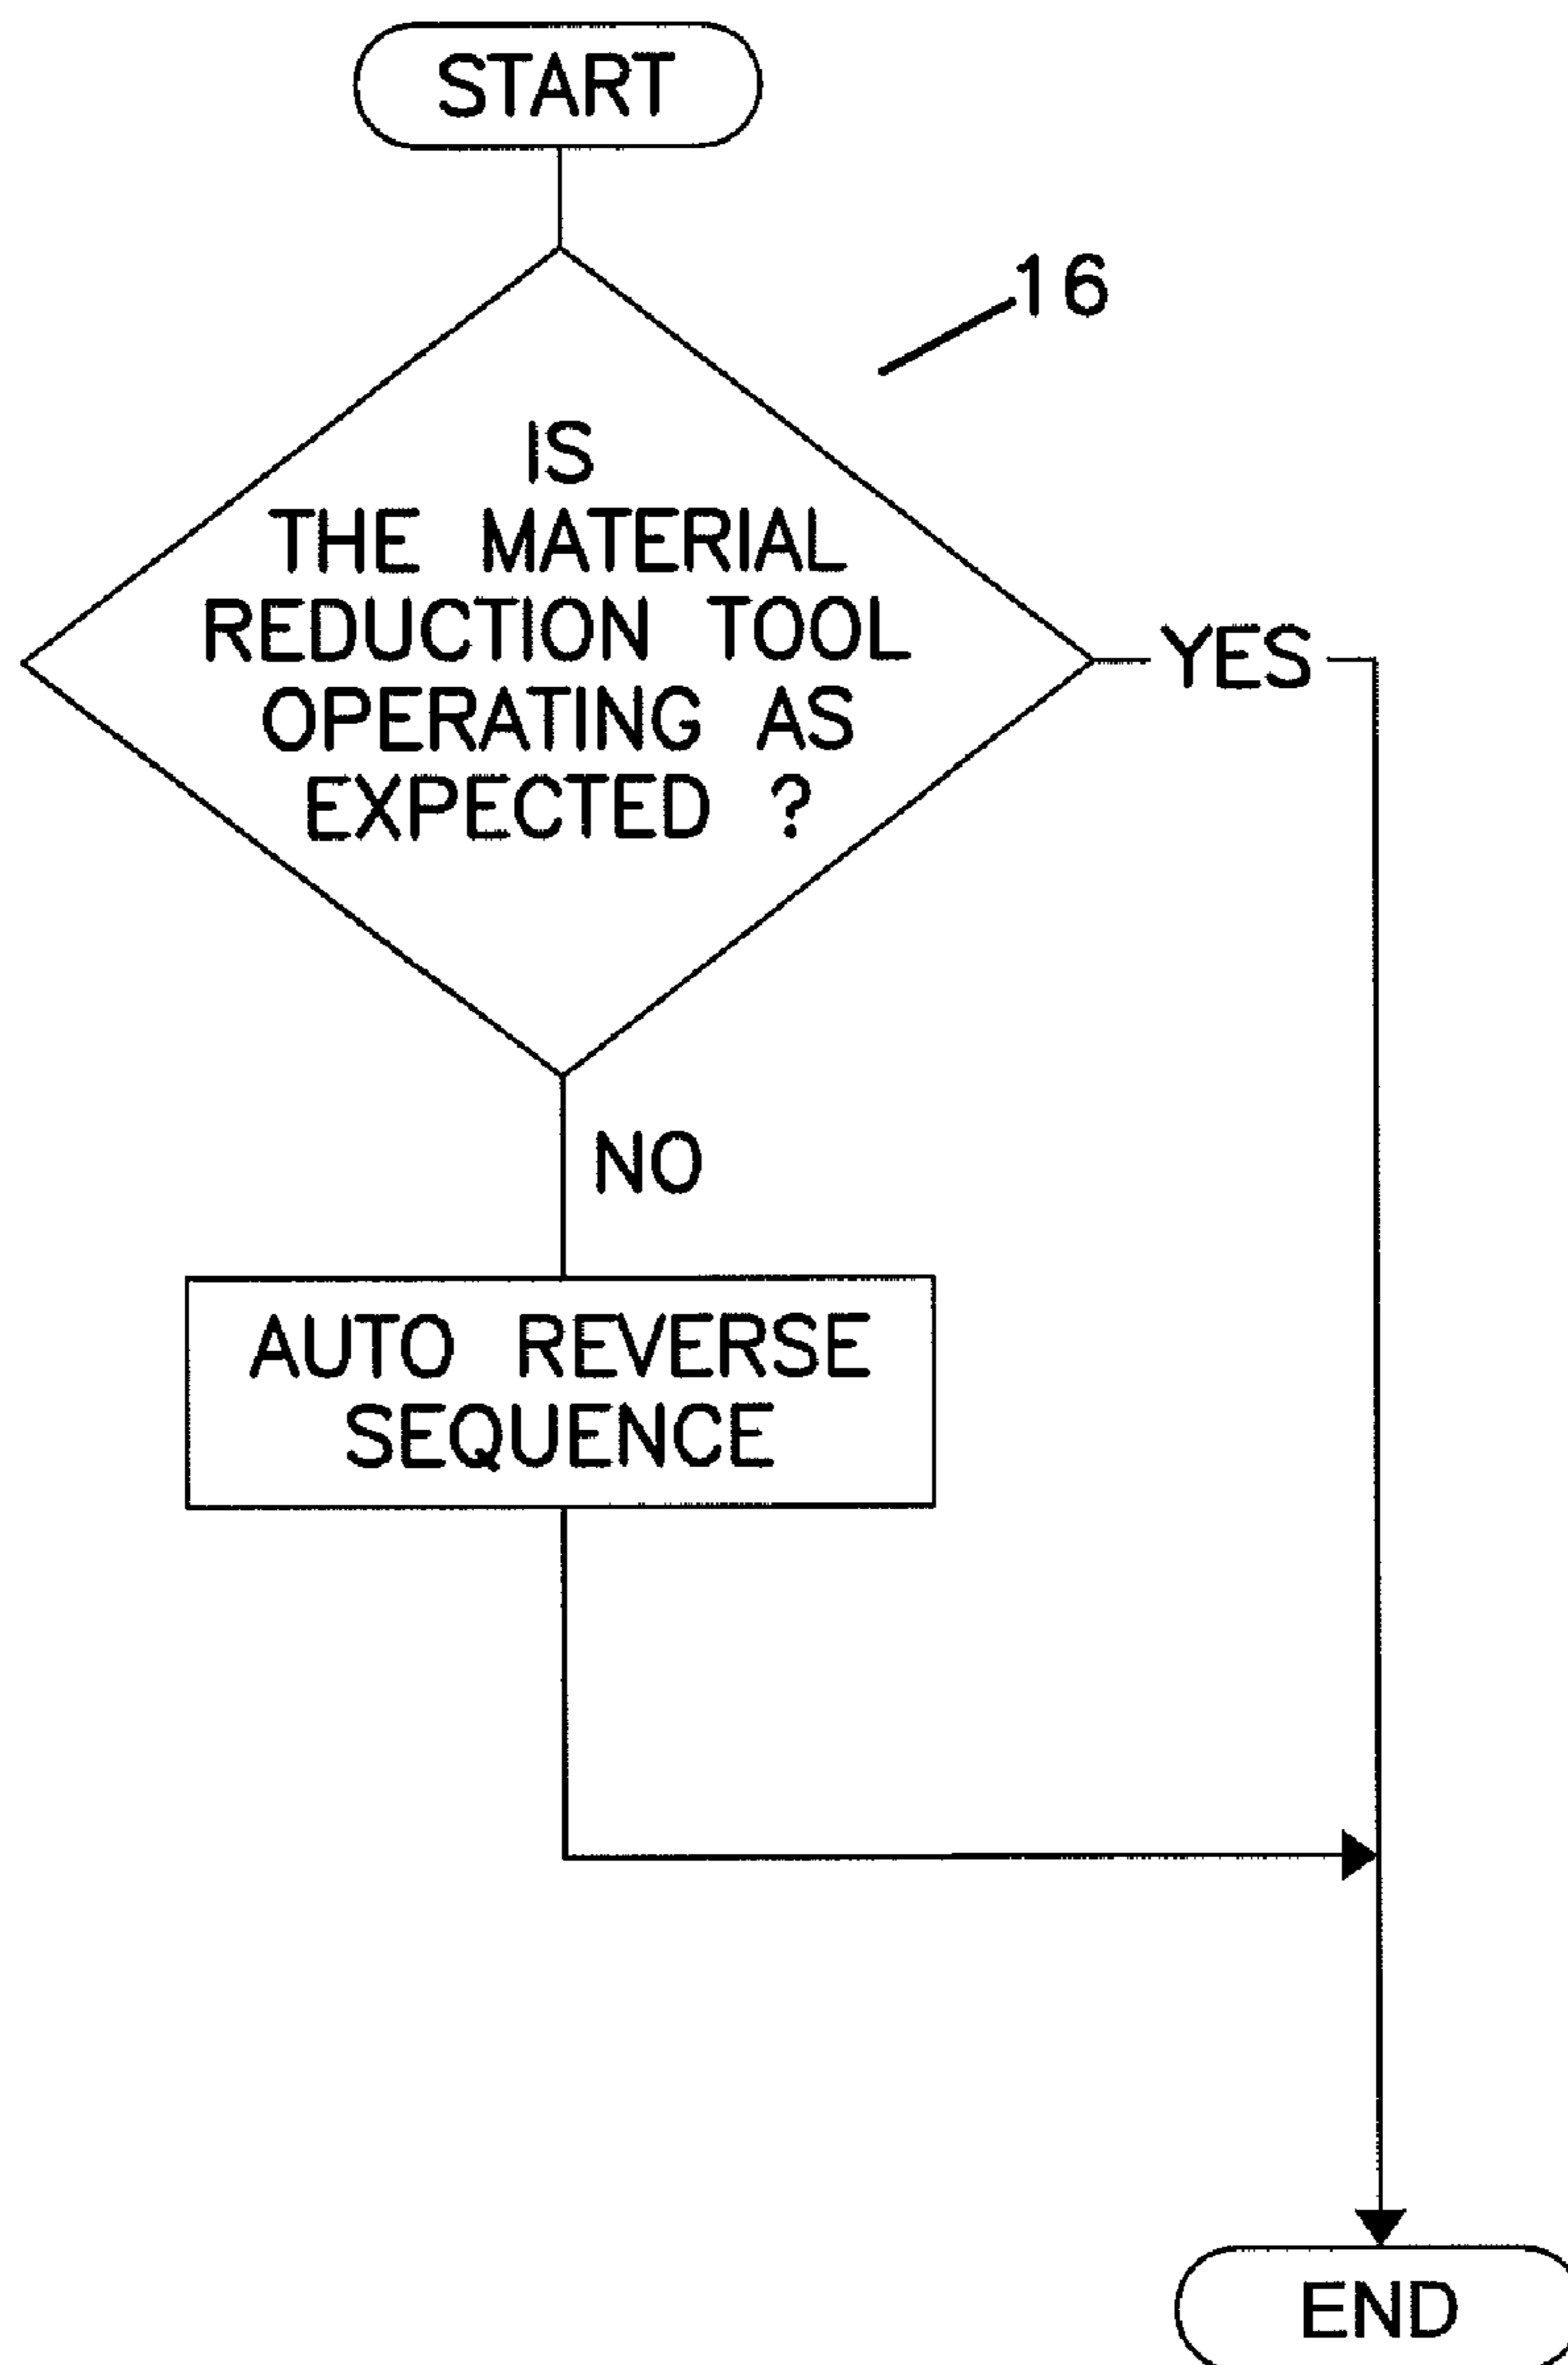 START
16
IS
THE MATERIAL
REDUCTION TOOL
OPERATING AS
EXPECTED ?
YES
NO
AUTO REVERSE
SEQUENCE
END